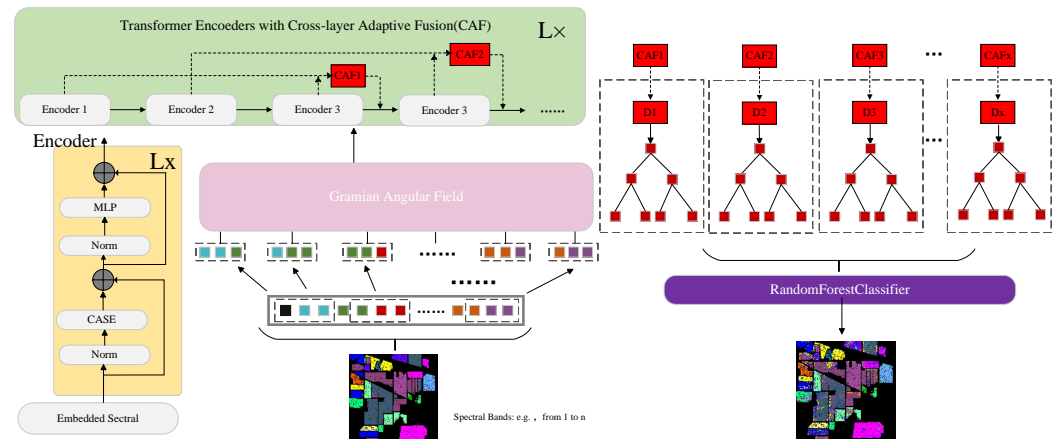 Transformer Encoeders with Cross-layer Adaptive Fusion(CAF)
L×
CAF2
CAF1
Encoder 1
Encoder 2
Encoder 3
Encoder 3
......
Encoder
Lx
MLP
Norm
CASE
Norm
Embedded Sectral
Gramian Angular Field
......
......
......
Spectral Bands: e.g. , from 1 to n
CAF1
CAF2
CAF3
...
CAFx
D1
D2
D3
...
Dx
RandomForestClassifier